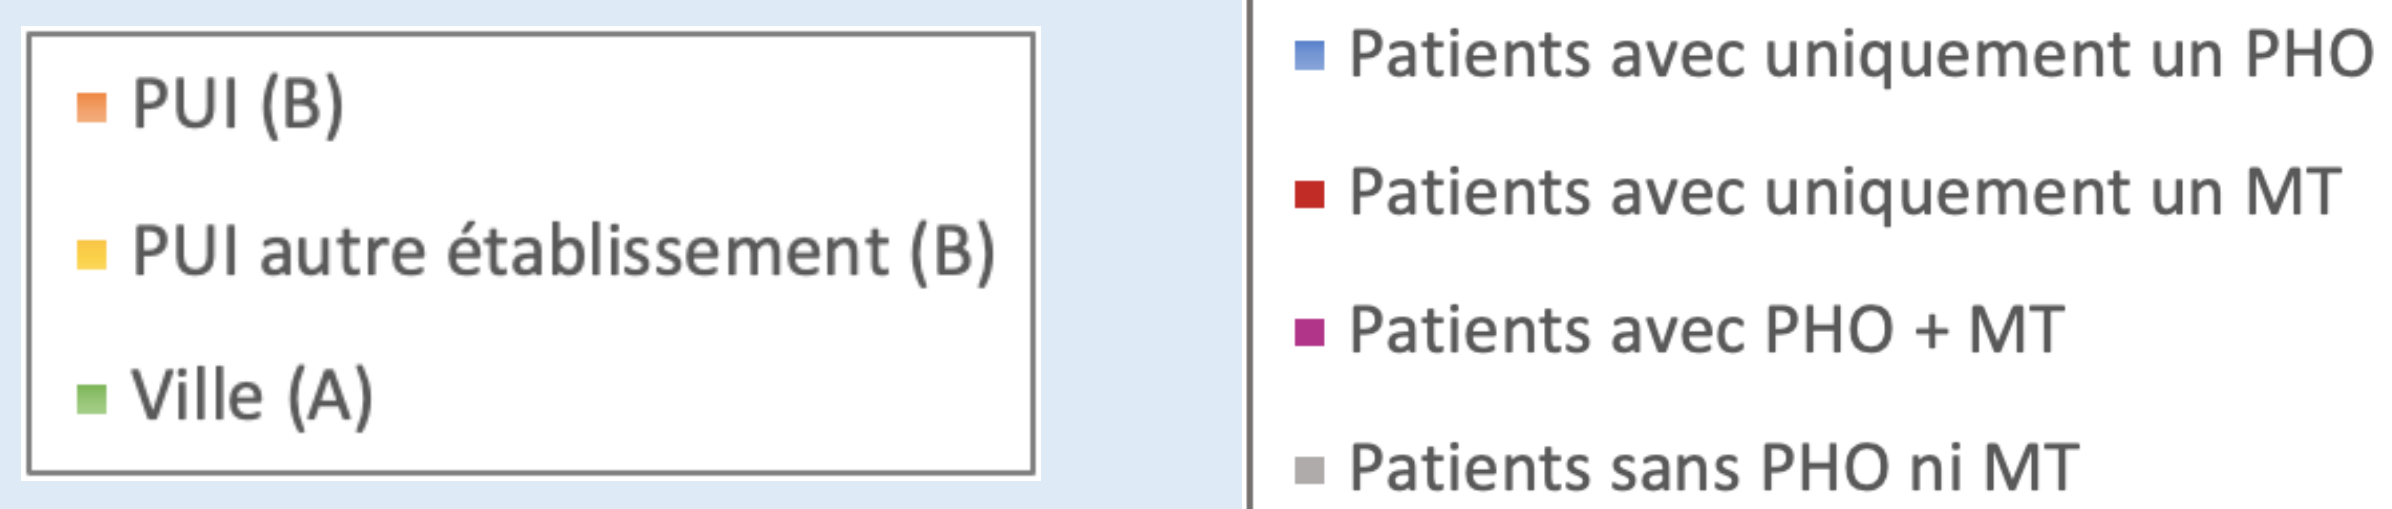 PUI (B)
PUI autre établissement (B)
Ville (A)
Patients avec uniquement un PHO
Patients avec uniquement un MT
Patients avec PHO + MT
Patients sans PHO ni MT